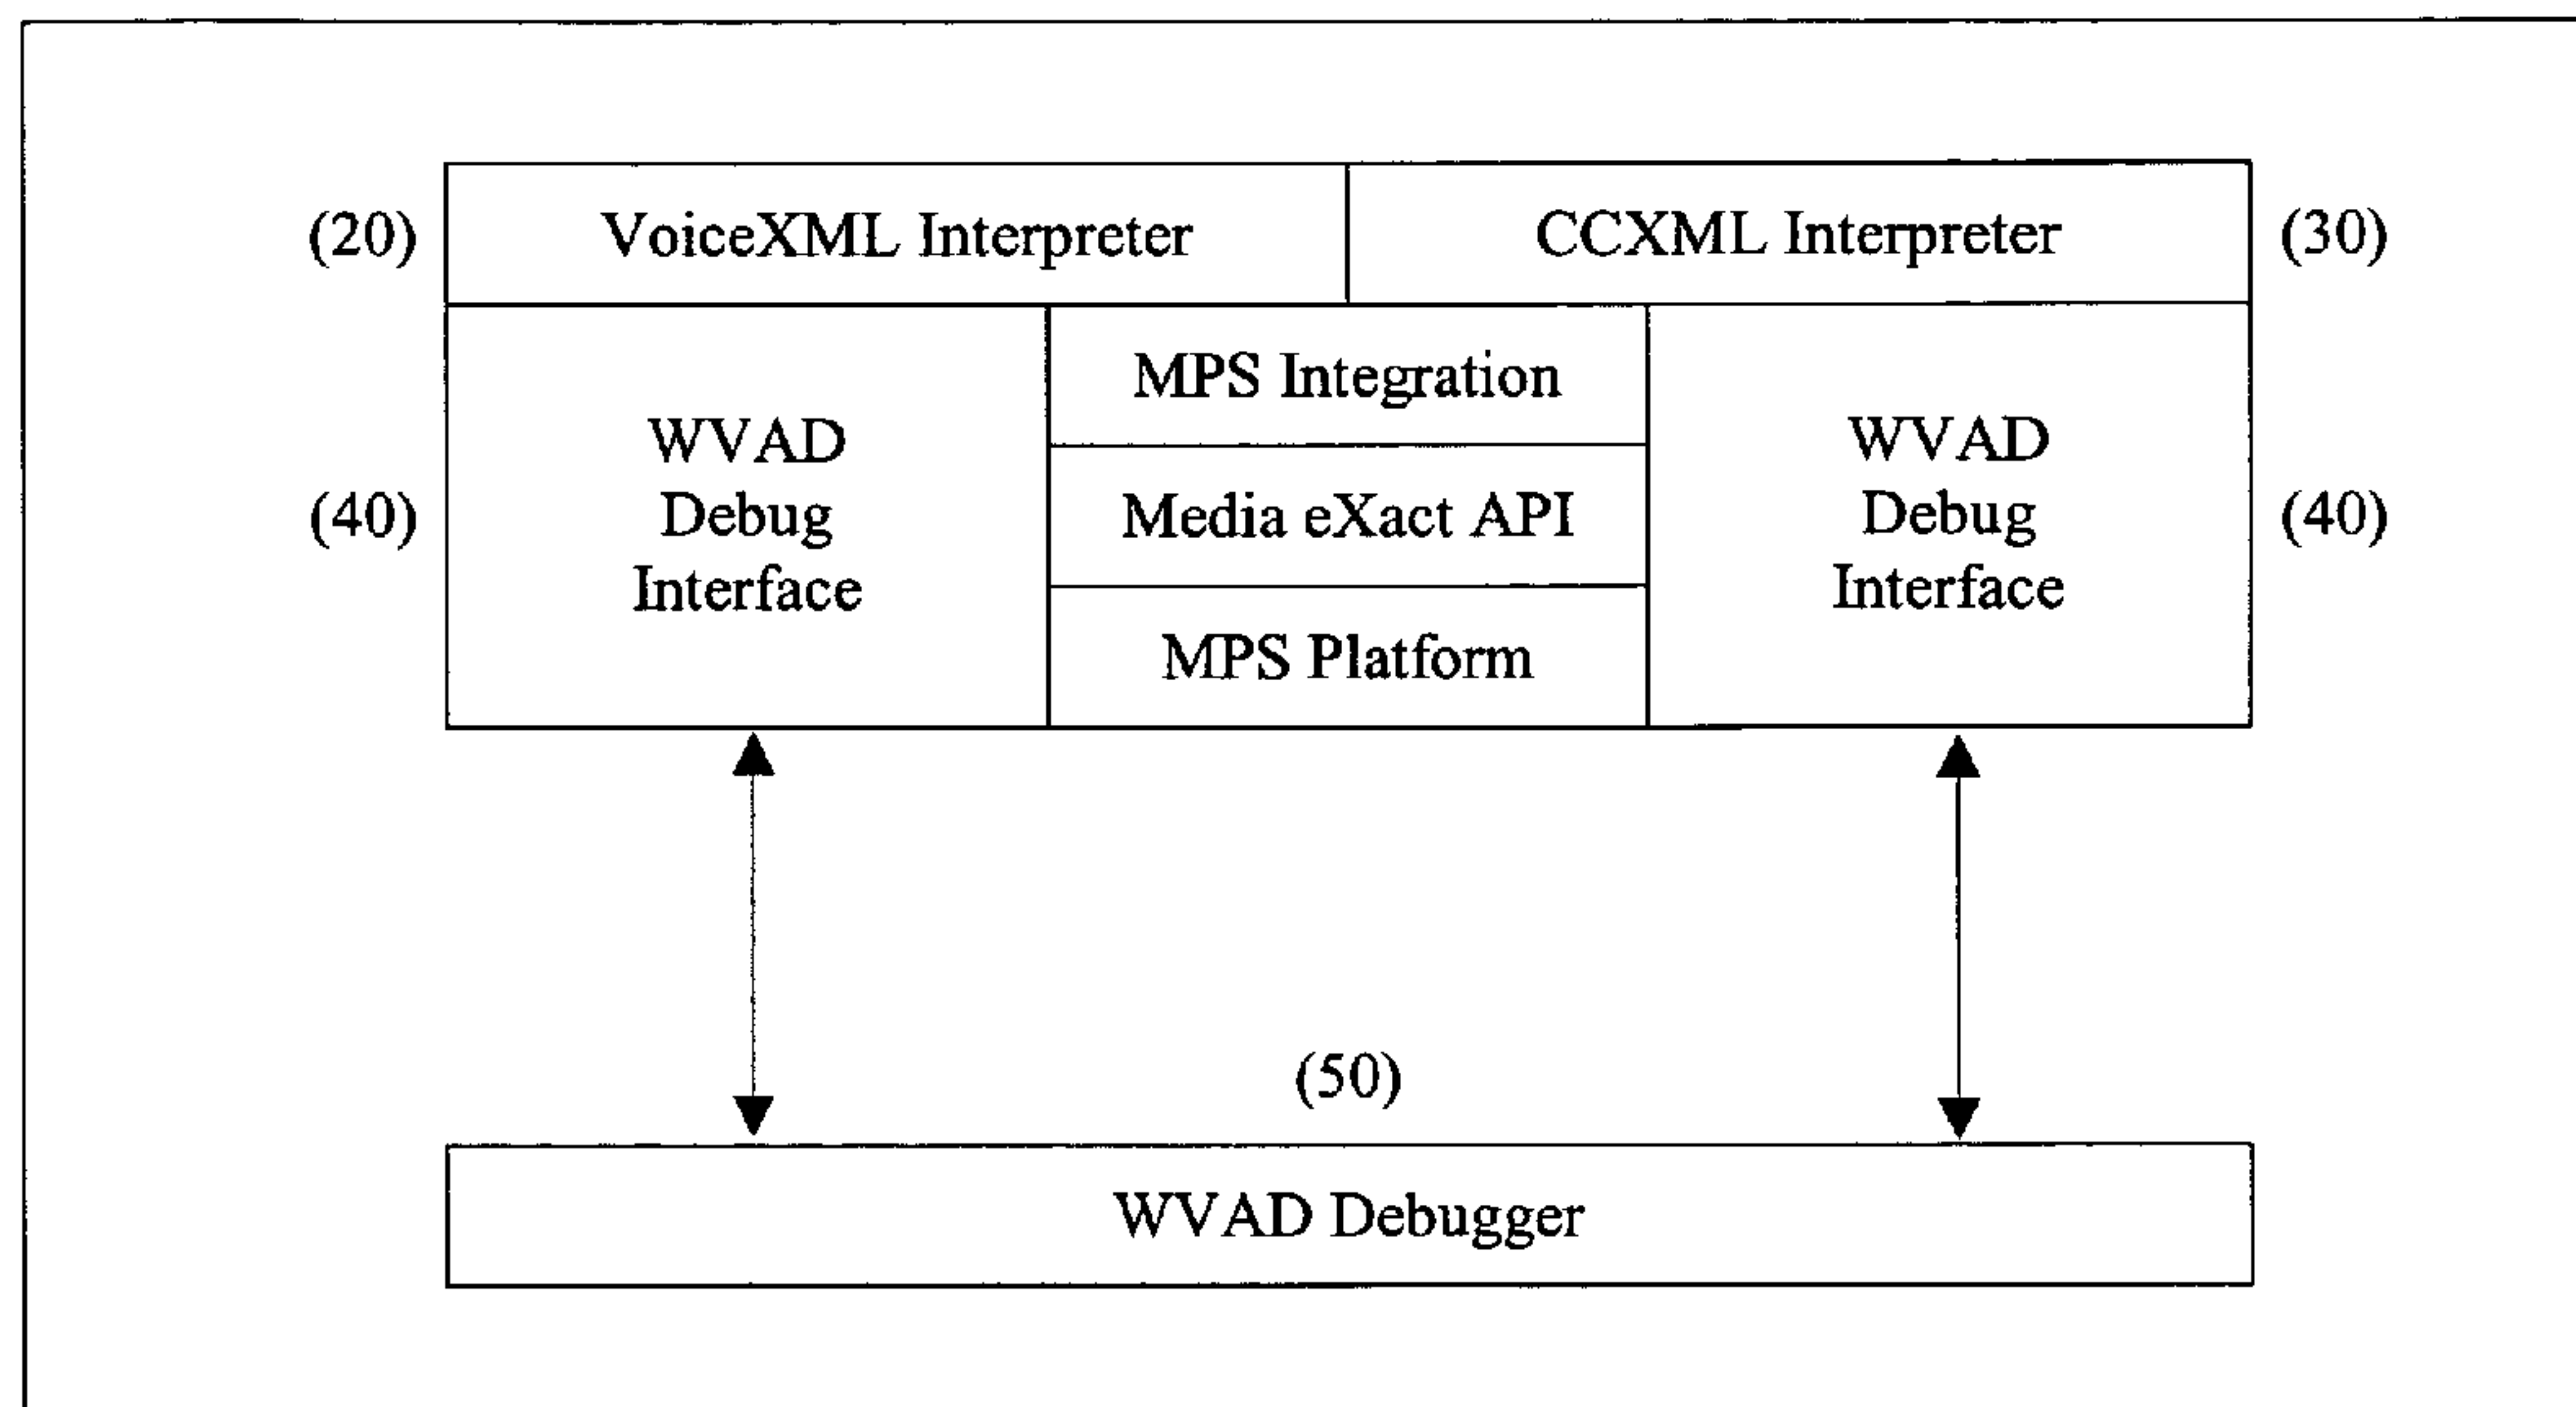 (20) VoiceXML Interpreter CCXML Interpreter (30)
MPS Integration
WVAD
Debug
Interface
(40)
Media eXact API
WVAD
Debug
Interface
(40)
MPS Platform
(50)
WVAD Debugger